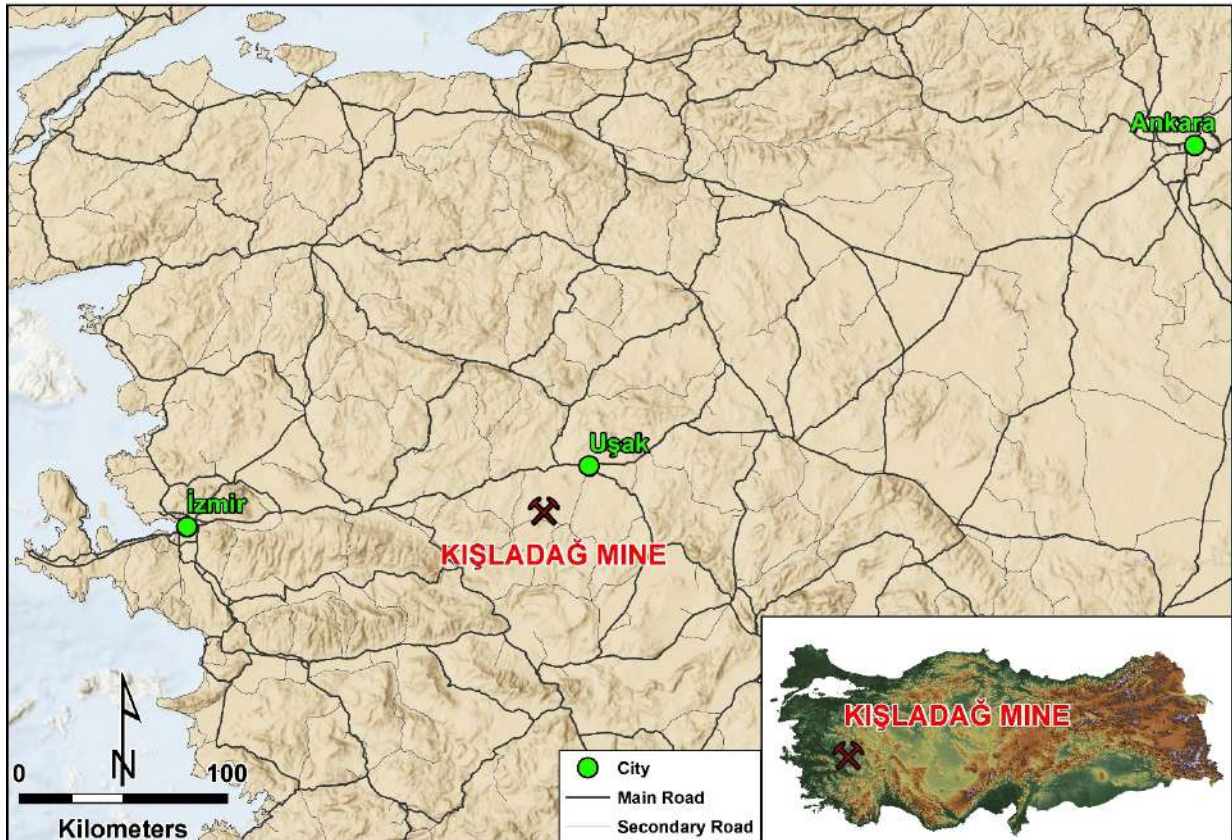 Ankara
Uşak
İzmir
KIŞLADAĞ MINE
KIŞLADAĞ MINE
N
0 100
Kilometers
City
Main Road
Secondary Road